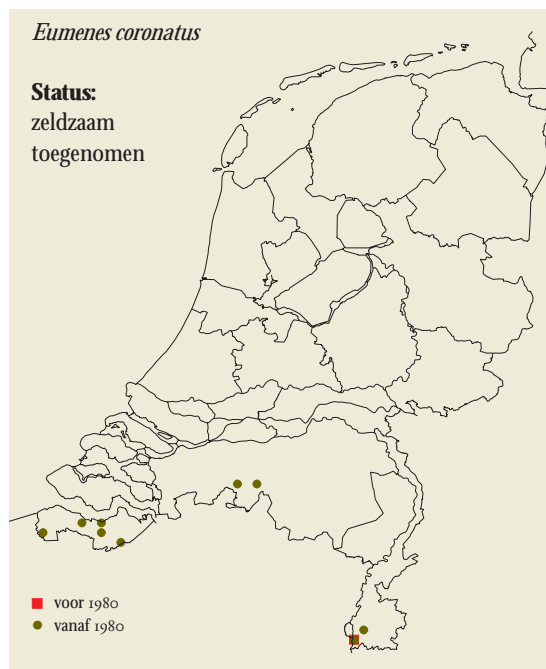 Eumenes coronatus
Status:
zeldzaam
toegenomen
voor 1980
vanaf 1980